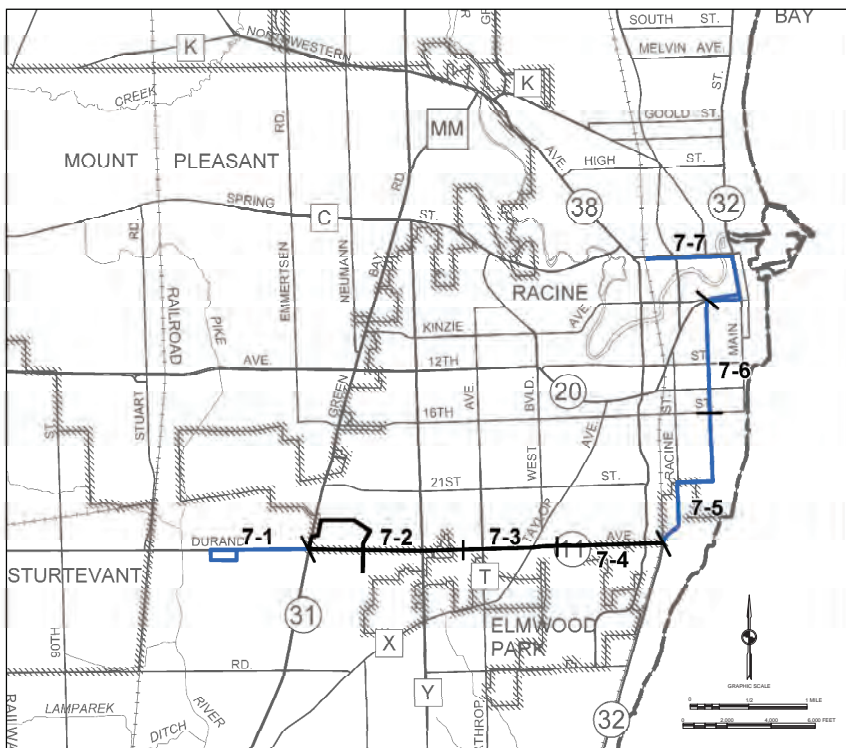 SOUTH ST.
BAY
MELVIN AVE.
ST.
K
NORTHWESTERN
K
CREEK
MM
GOOLD ST.
RD.
MOUNT PLEASANT
AVE.
HIGH ST.
RD.
SPRING
C
ST.
38
32
7-7
RD.
EMMERTSEN
NEUMANN
BAY
RACINE
RAILROAD
PIKE
KINZIE
AVE.
AVE.
12TH
ST.
MAIN
7-6
STUART
GREEN
20
16TH
AVE.
BVLD.
ST.
ST.
WEST
AVE.
RACINE
ST.
21ST
ST.
TAYLOR
7-5
DURAND
7-1
7-2
7-3
AVE.
7-4
STURTEVANT
T
31
X
ELMWOOD
PARK
90TH
RD.
Y
RIVER
LAMPAREK
DITCH
32
GRAPHIC SCALE
0
1/2
1 MILE
0
2,000
4,000
6,000 FEET